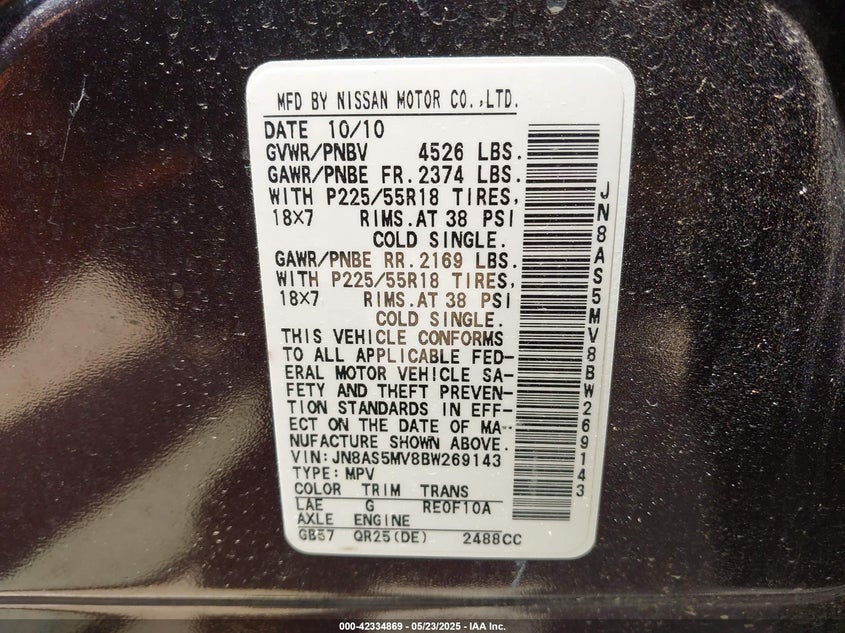 MFD BY NISSAN MOTOR CO.,LTD.
DATE 10/10
GVWR/PNBV 4526 LBS.
GAWR/PNBE FR.2374 LBS.
WITH P225/55R18 TIRES,
18×7 RIMS.AT 38 PSI
COLD SINGLE.
GAWR/PNBE RR.2169 LBS.
WITH P225/55R18 TIRES,
18×7 RIMS.AT 38 PSI
COLD SINGLE.
THIS VEHICLE CONFORMS
TO ALL APPLICABLE FED-
ERAL MOTOR VEHICLE SA-
FETY AND THEFT PREVEN-
TION STANDARDS IN EFF-
ECT ON THE DATE OF MA-
NUFACTURE SHOWN ABOVE.
VIN:JN8AS5MV8BW269143
TYPE:MPV
COLOR TRIM TRANS
LAE G RE0F10A
AXLE ENGINE
GB37 QR25(DE) 2488CC
JN8AS5MV8BW269143
000-42334869 - 05/23/2025 - IAA Inc.